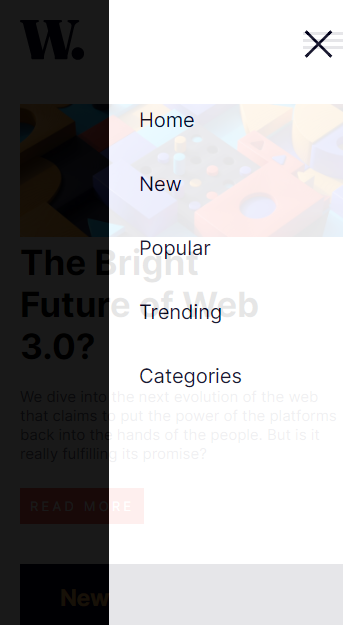 W.
Home
New
Popular
Trending
Categories
The Bright
Future of Web
3.0?
We dive into the next evolution of the web
that claims to put the power of the platforms
back into the hands of the people. But is it
really fulfilling its promise?
READ MORE
New